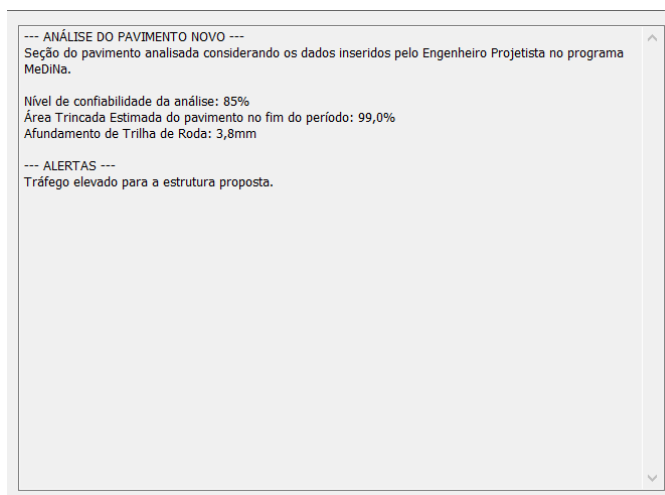 --- ANÁLISE DO PAVIMENTO NOVO ---
Seção do pavimento analisada considerando os dados inseridos pelo Engenheiro Projetista no programa
MeDiNa.
Nível de confiabilidade da análise: 85%
Área Trincada Estimada do pavimento no fim do período: 99,0%
Afundamento de Trilha de Roda: 3,8mm
--- ALERTAS ---
Tráfego elevado para a estrutura proposta.